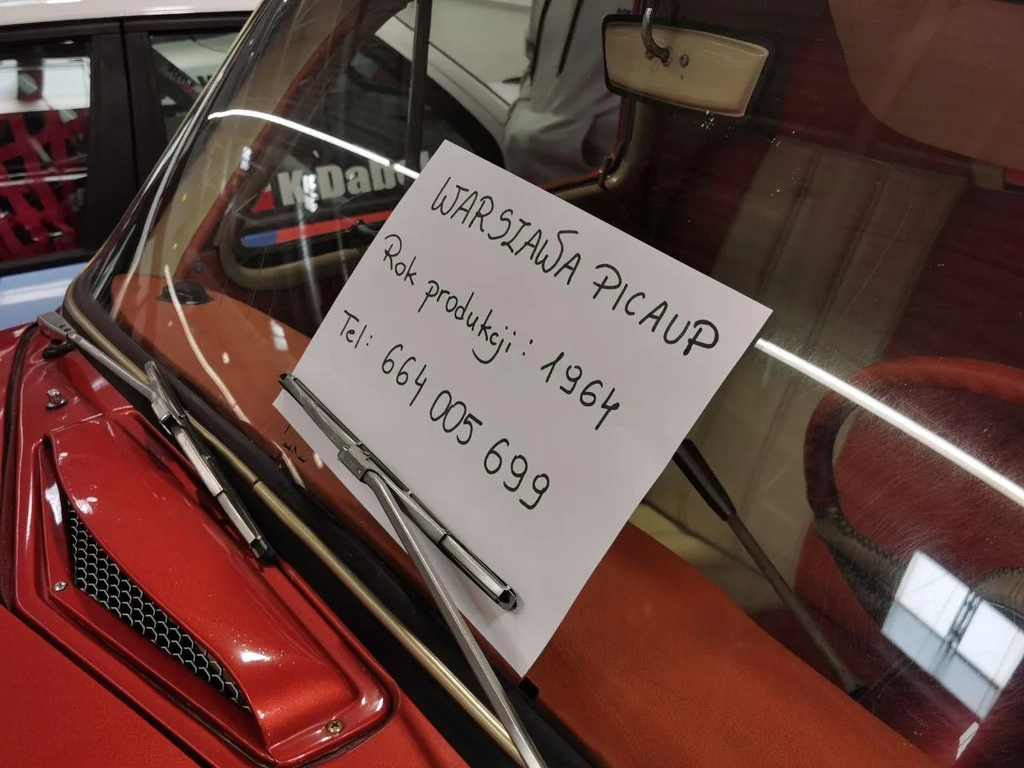 WARSZAWA PICAUP
Rok produkcji: 1964
Tel: 664 005 699